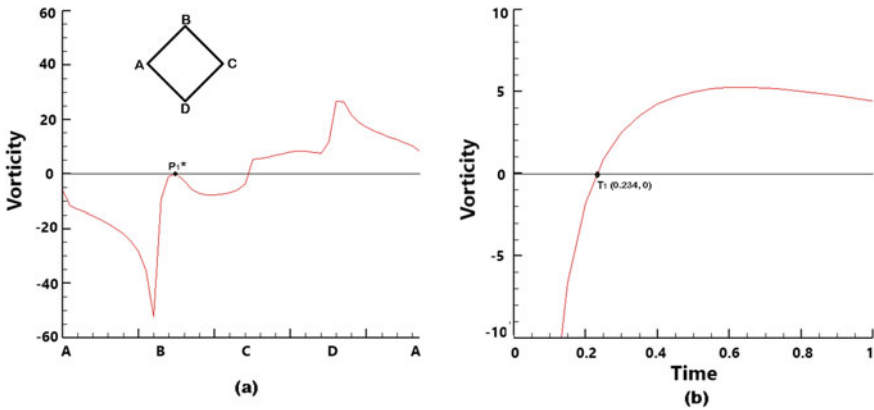 60
40
20
0
-20
-40
-60
Vorticity
B
A
C
D
P1*
A
B
C
D
A
(a)
10
5
0
-5
-10
Vorticity
T1 (0.234, 0)
0
0.2
0.4
0.6
0.8
1
Time
(b)